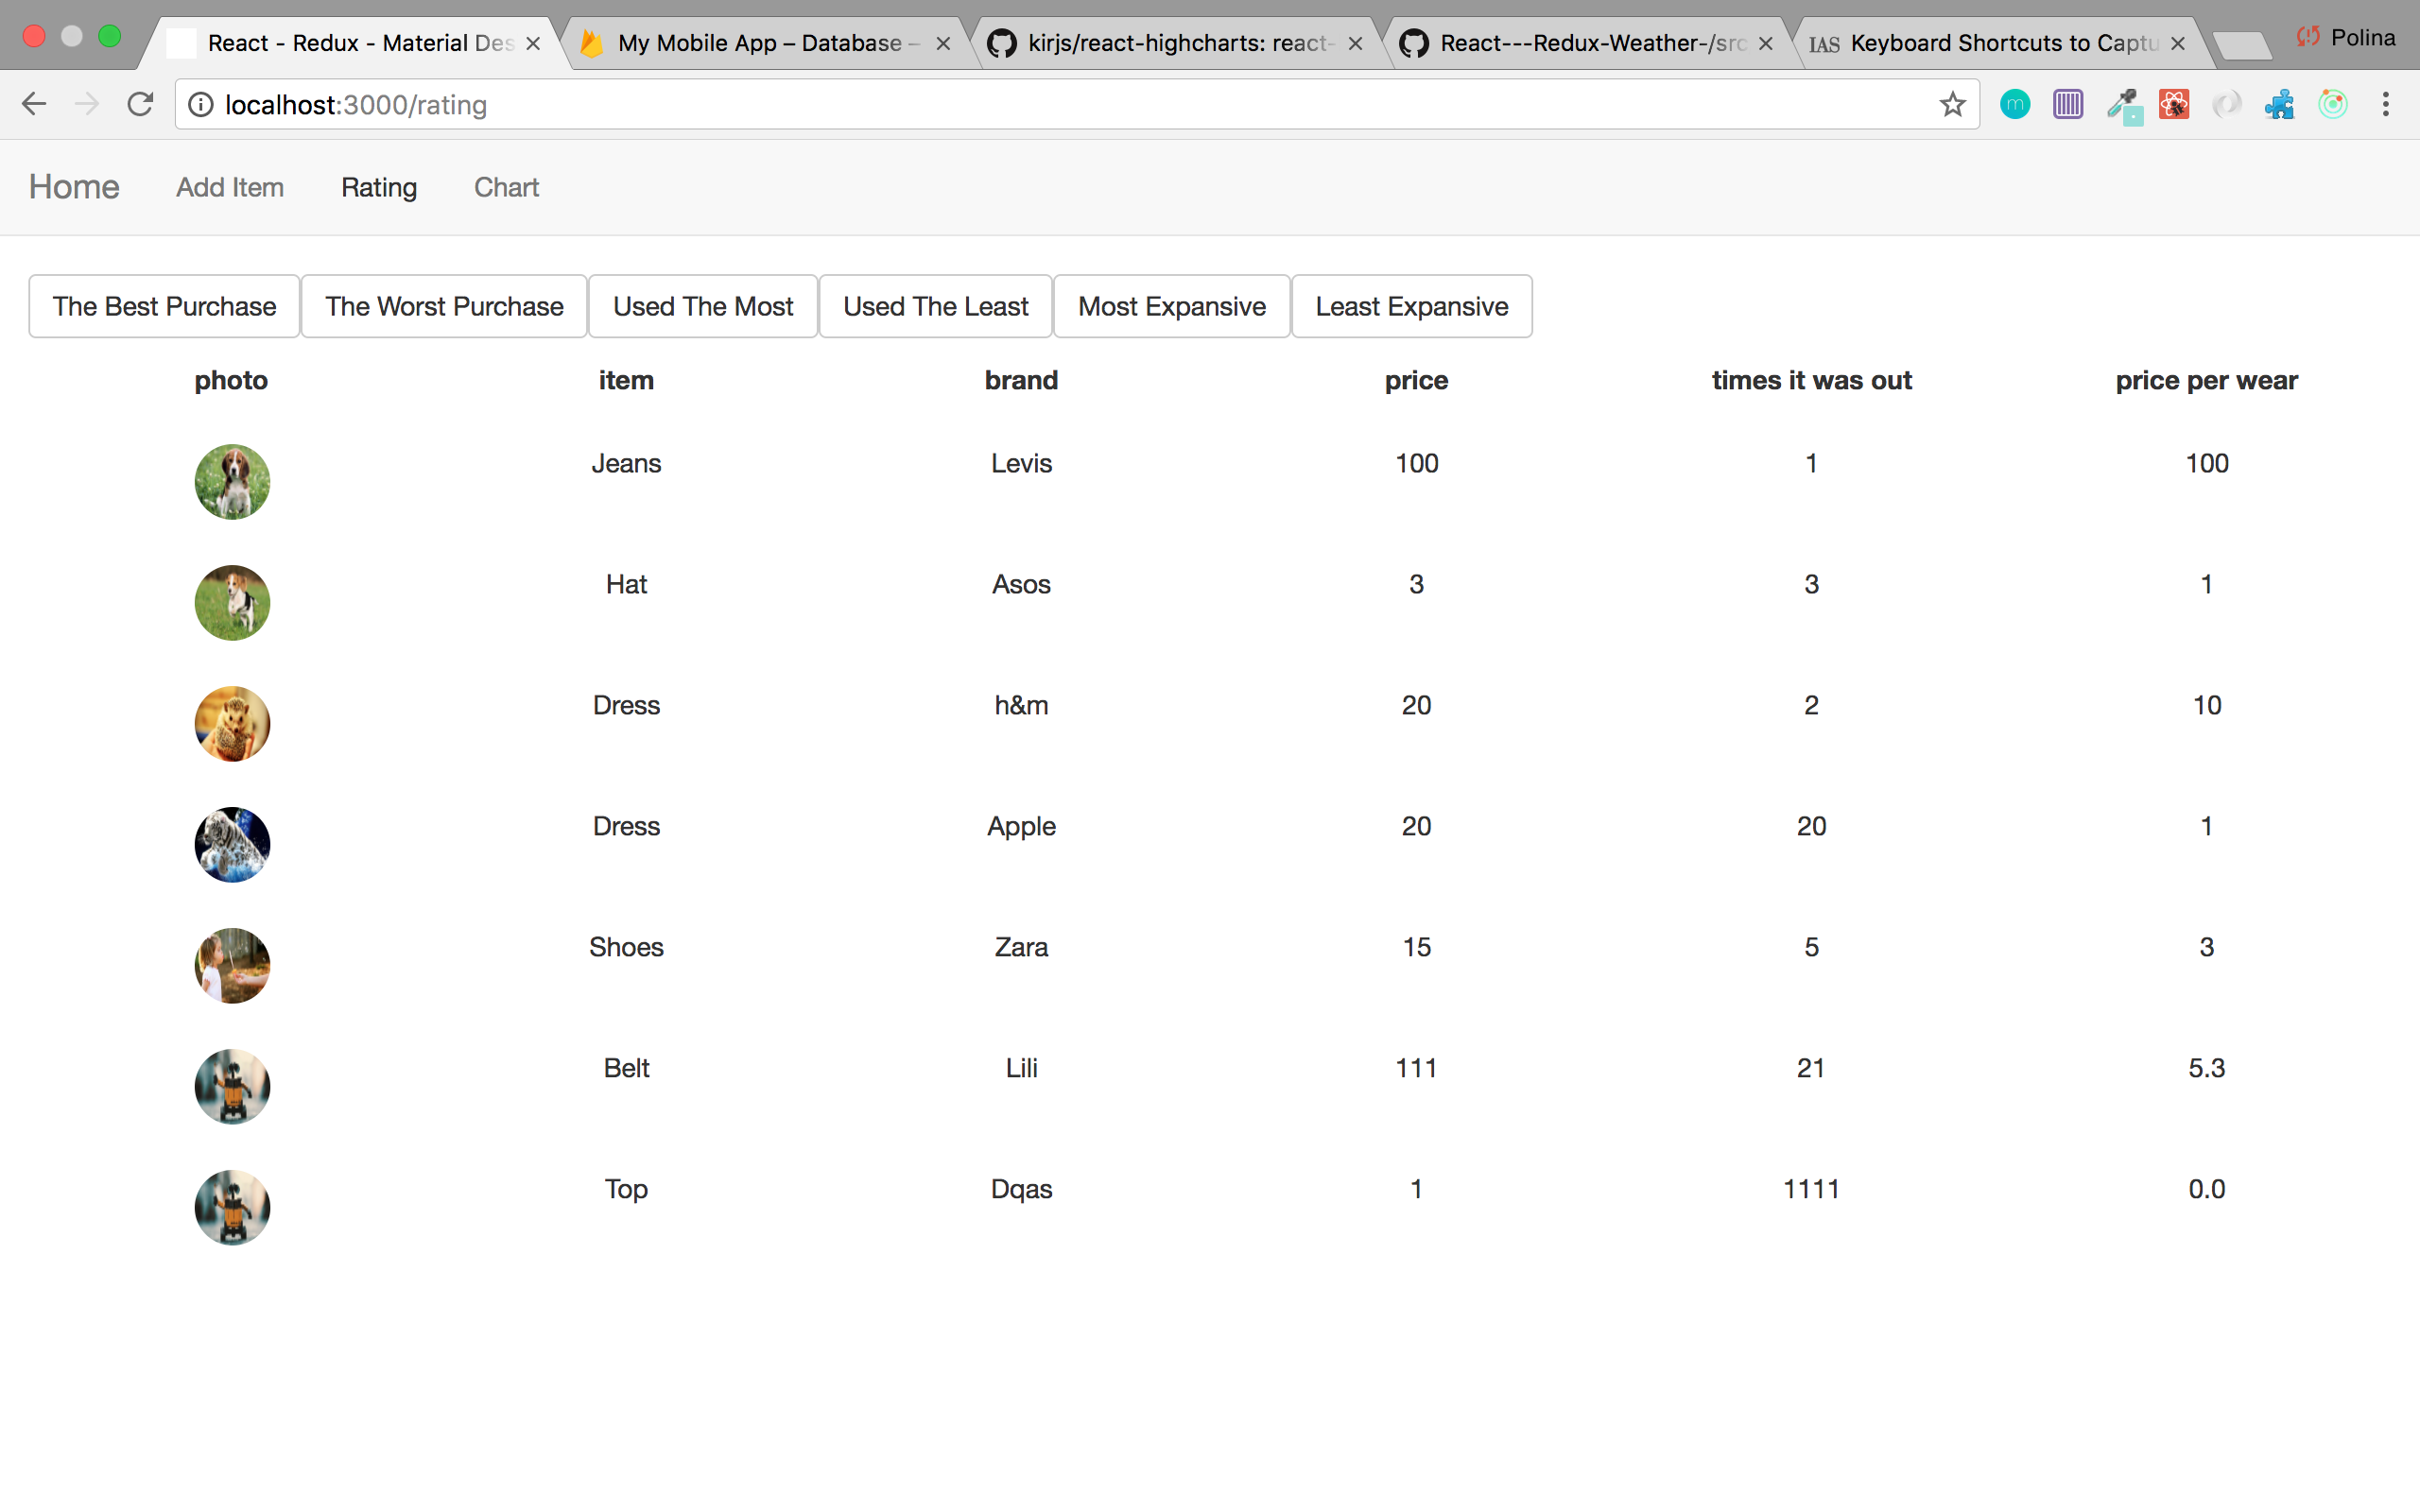 React - Redux - Material Des
My Mobile App – Database –
kirjs/react-highcharts: react-
React---Redux-Weather-/src
IAS Keyboard Shortcuts to Captu
Polina
localhost:3000/rating
m
Home Add Item Rating Chart
The Best Purchase The Worst Purchase Used The Most Used The Least Most Expansive Least Expansive
photo item brand price times it was out price per wear
Jeans Levis 100 1 100
Hat Asos 3 3 1
Dress h&m 20 2 10
Dress Apple 20 20 1
Shoes Zara 15 5 3
Belt Lili 111 21 5.3
Top Dqas 1 1111 0.0